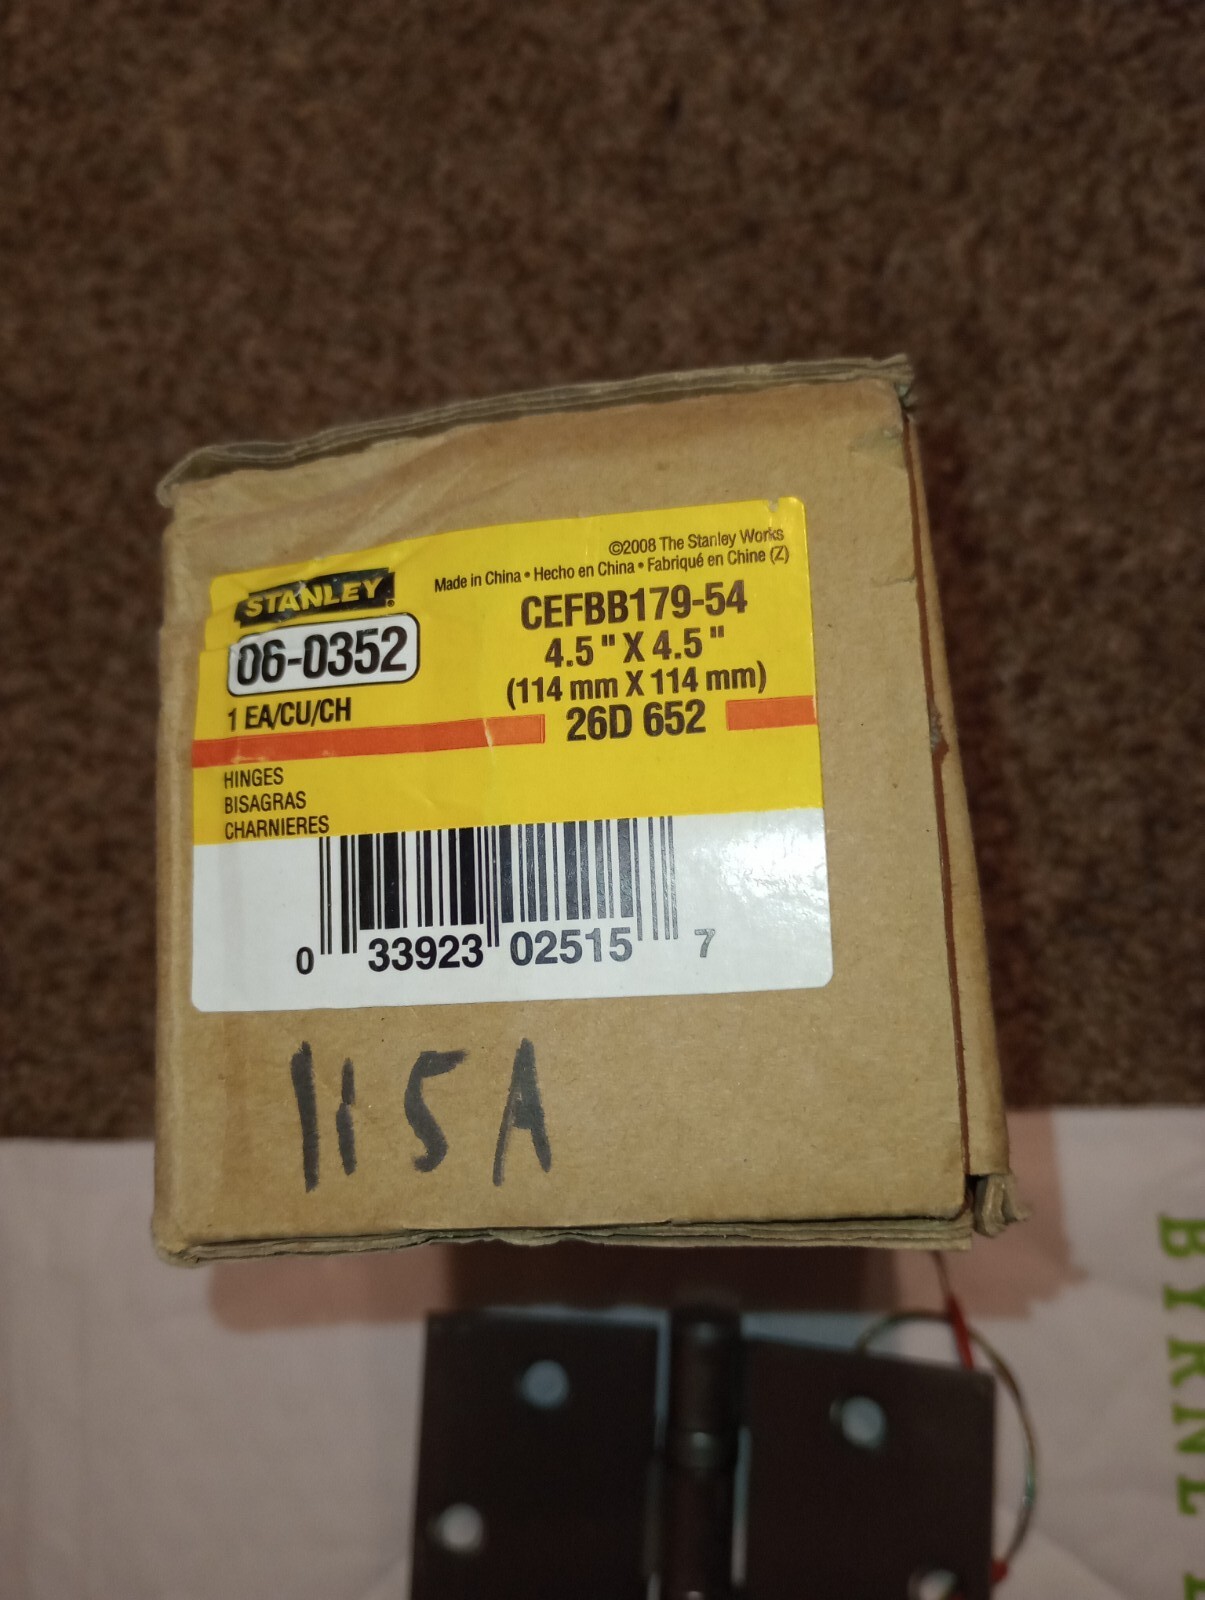 ©2008 The Stanley Works
Made in China • Hecho en China • Fabriqué en Chine (Z)
STANLEY®
06-0352
1 EA/CU/CH
CEFBB179-54
4.5" X 4.5"
(114 mm X 114 mm)
26D 652
HINGES
BISAGRAS
CHARNIERES
0 33923 02515 7
115A
BYRNE